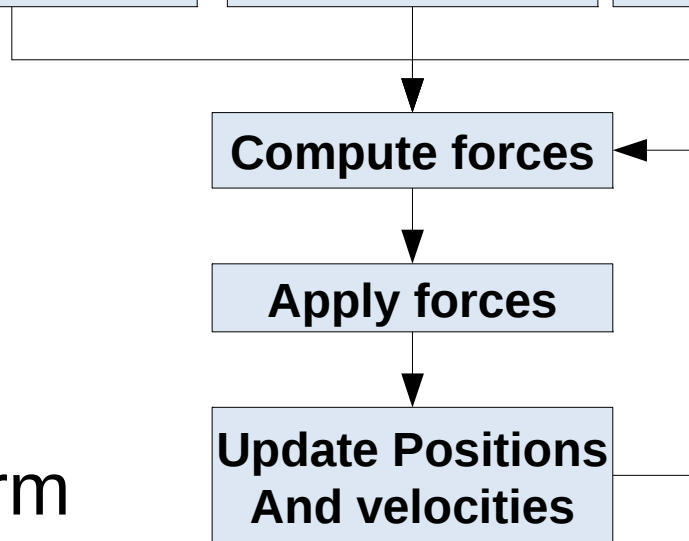 Compute forces
Apply forces
Update Positions
And velocities